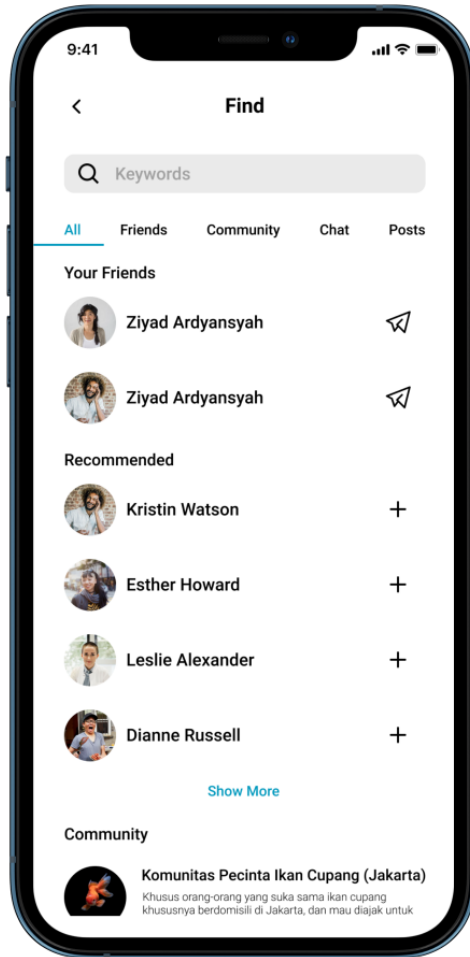 9:41
Find
Keywords
All Friends Community Chat Posts
Your Friends
Ziyad Ardyansyah
Ziyad Ardyansyah
Recommended
Kristin Watson
Esther Howard
Leslie Alexander
Dianne Russell
Show More
Community
Komunitas Pecinta Ikan Cupang (Jakarta)
Khusus orang-orang yang suka sama ikan cupang
khususnya berdomisili di Jakarta, dan mau diajak untuk